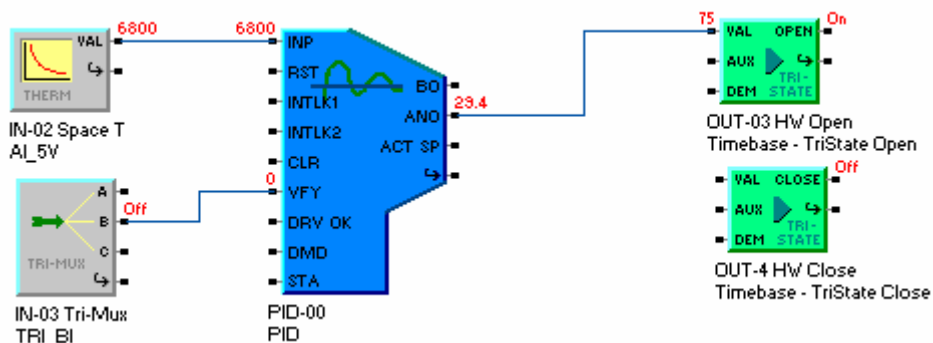 6800
VAL
THERM
IN-02 Space T
AI_5V
A
B
C
Off
TRI-MUX
IN-03 Tri-Mux
TRI_BI
6800
INP
RST
INTLK1
INTLK2
CLR
0
VFY
DRV OK
DMD
STA
BO
29.4
ANO
ACT SP
PID-00
PID
75
On
VAL OPEN
AUX
TRI-
DEM STATE
OUT-03 HW Open
Timebase - TriState Open
Off
VAL CLOSE
AUX
TRI-
DEM STATE
OUT-4 HW Close
Timebase - TriState Close